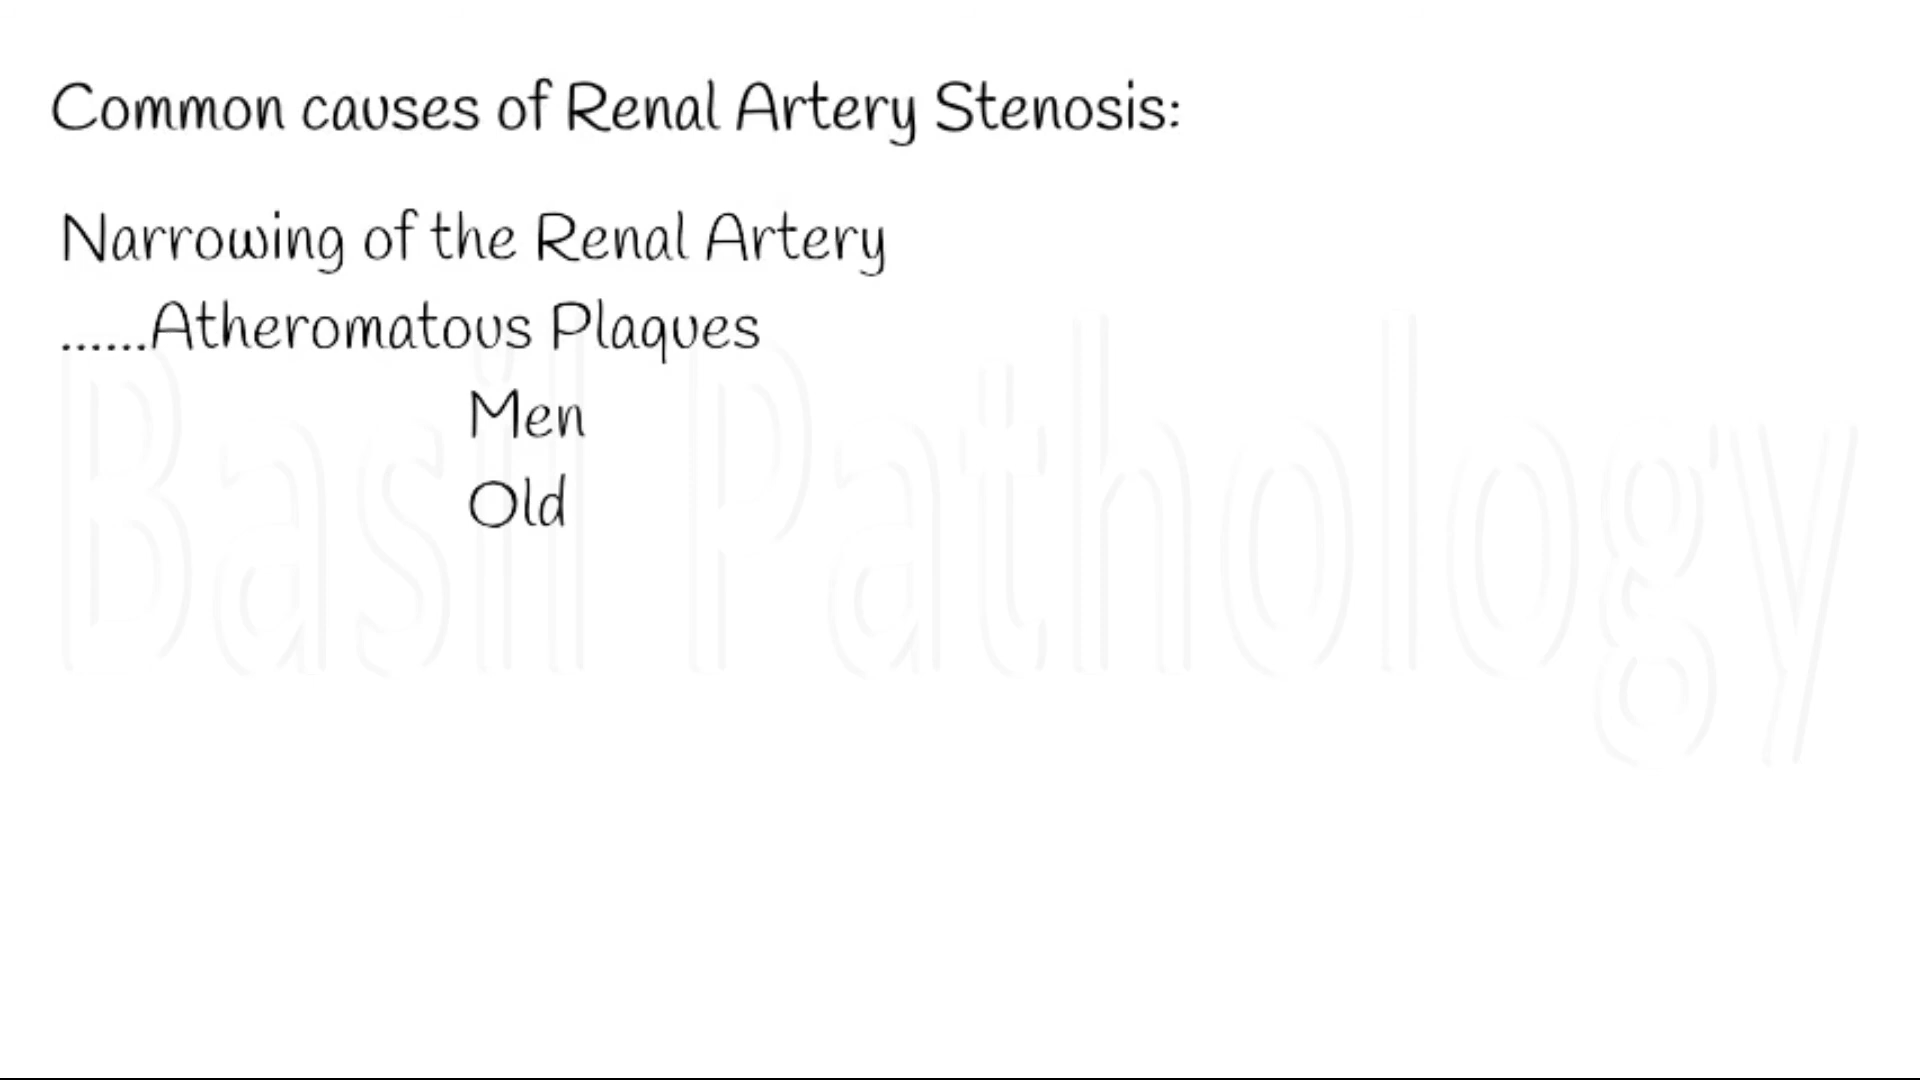 Common causes of Renal Artery Stenosis:
Narrowing of the Renal Artery
......Atheromatous Plaques
Men
Old
Basil Pathology